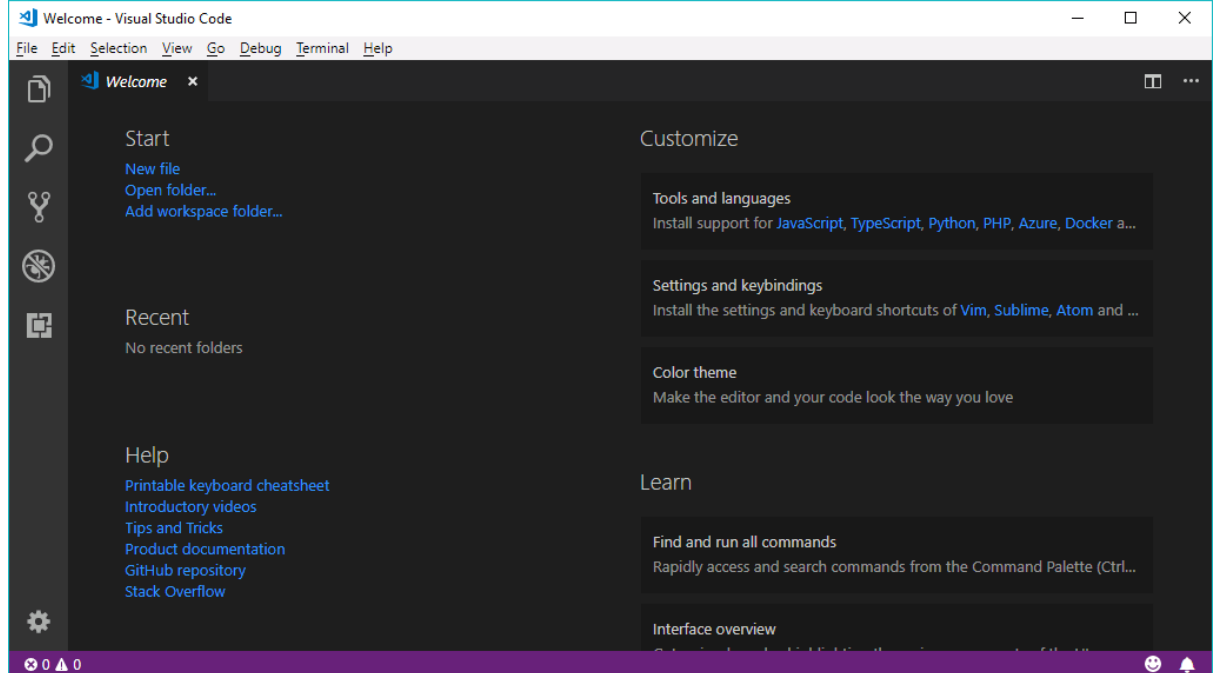 Welcome - Visual Studio Code
File Edit Selection View Go Debug Terminal Help
Welcome
Start
New file
Open folder...
Add workspace folder...
Recent
No recent folders
Help
Printable keyboard cheatsheet
Introductory videos
Tips and Tricks
Product documentation
GitHub repository
Stack Overflow
Customize
Tools and languages
Install support for JavaScript, TypeScript, Python, PHP, Azure, Docker a...
Settings and keybindings
Install the settings and keyboard shortcuts of Vim, Sublime, Atom and ...
Color theme
Make the editor and your code look the way you love
Learn
Find and run all commands
Rapidly access and search commands from the Command Palette (Ctrl...
Interface overview
0 0